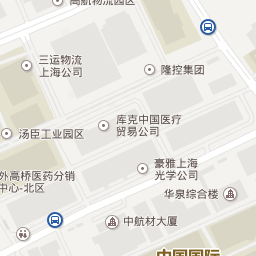 高航物流园区
三运物流
上海公司
隆控集团
库克中国医疗
贸易公司
汤臣工业园区
豪雅上海
光学公司
外高桥医药分销
中心-北区
华泉综合楼
中航材大厦
中国国际